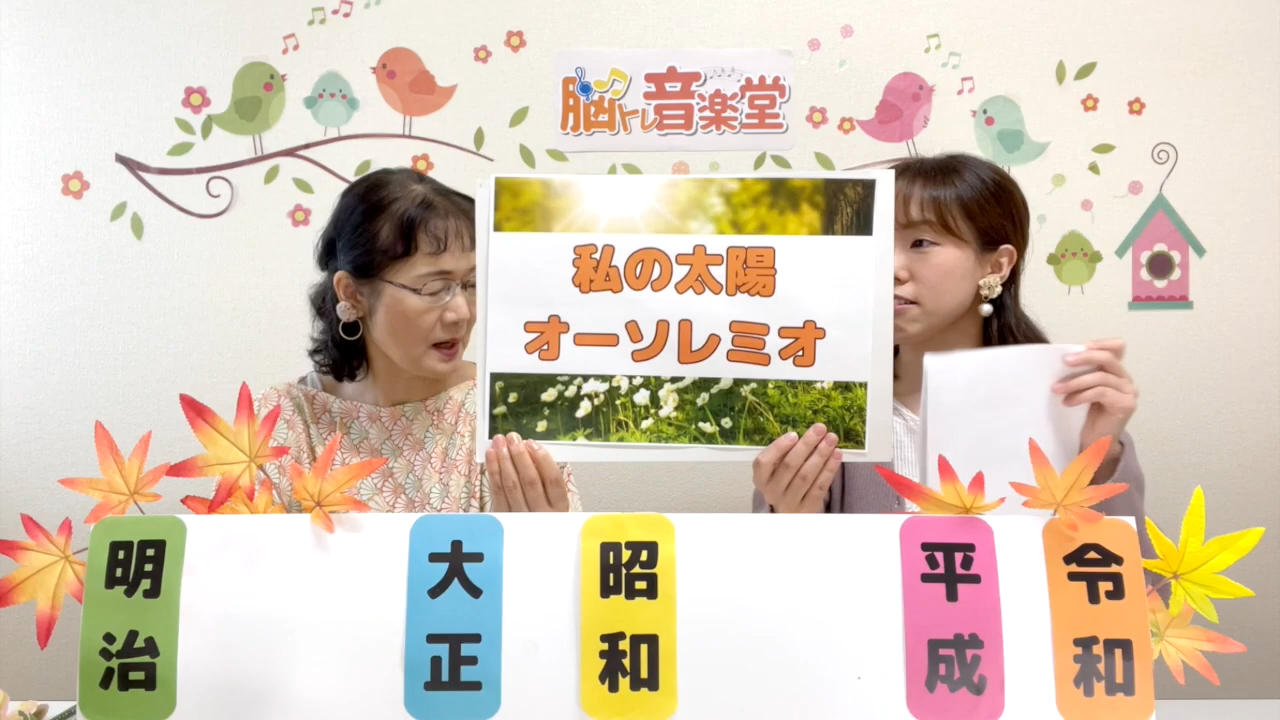 脳トレ音楽堂
私の太陽
オーソレミオ
明治
大正
昭和
平成
令和